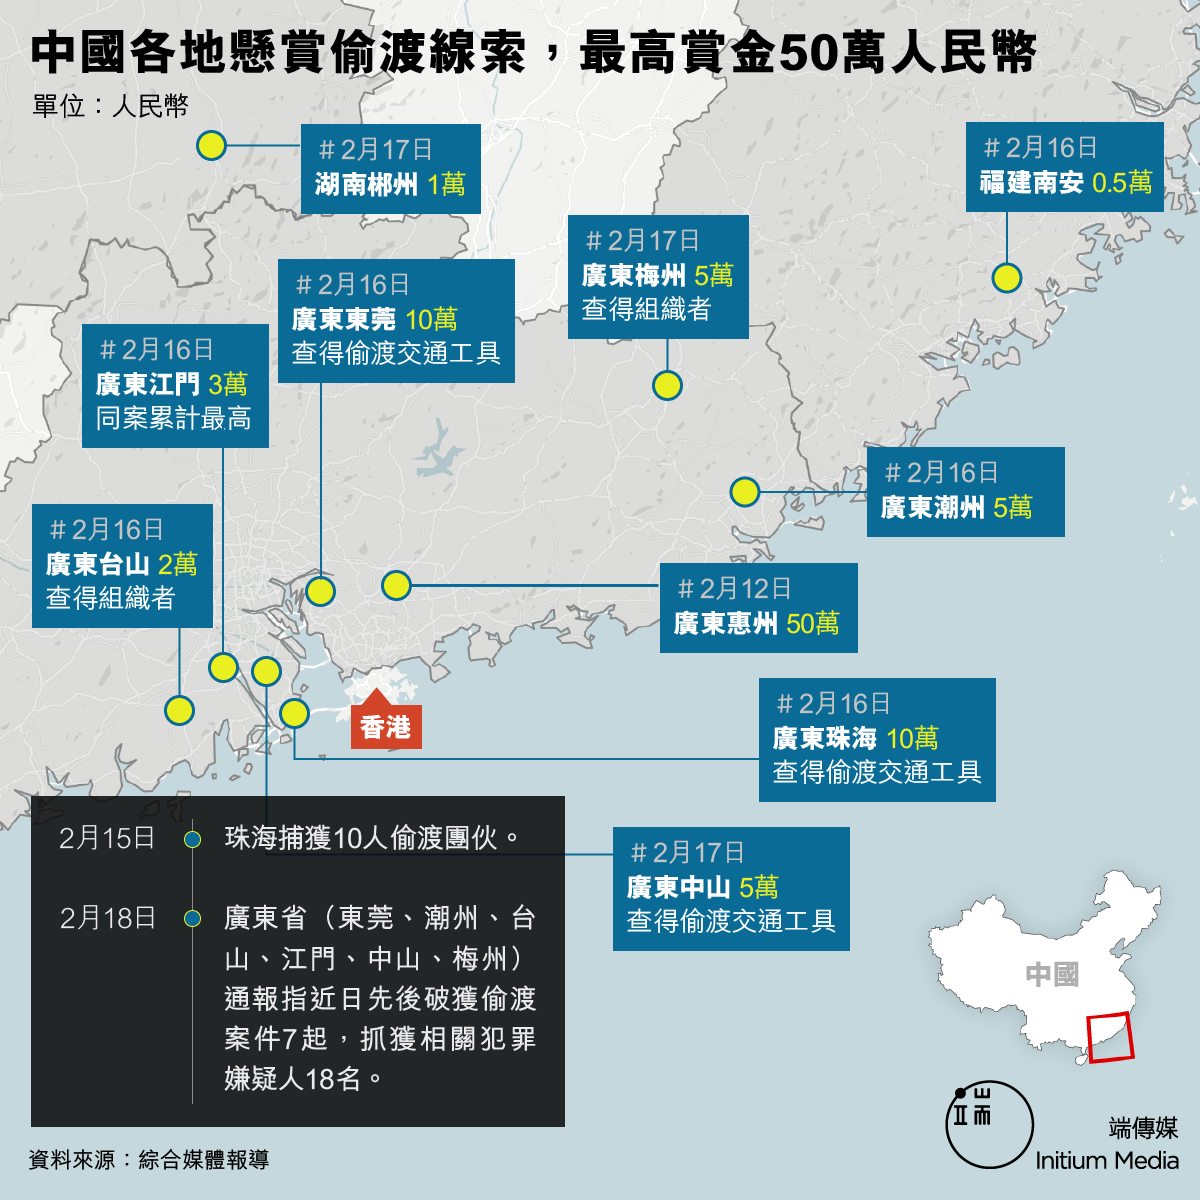 中國各地懸賞偷渡線索，最高賞金50萬人民幣
單位：人民幣
＃2月17日
湖南郴州 1萬
＃2月16日
福建南安 0.5萬
＃2月17日
廣東梅州 5萬
查得組織者
＃2月16日
廣東東莞 10萬
查得偷渡交通工具
＃2月16日
廣東江門 3萬
同案累計最高
＃2月16日
廣東潮州 5萬
＃2月16日
廣東台山 2萬
查得組織者
＃2月12日
廣東惠州 50萬
＃2月16日
廣東珠海 10萬
查得偷渡交通工具
香港
＃2月17日
廣東中山 5萬
查得偷渡交通工具
2月15日
珠海捕獲10人偷渡團伙。
2月18日
廣東省（東莞、潮州、台
山、江門、中山、梅州）
通報指近日先後破獲偷渡
案件7起，抓獲相關犯罪
嫌疑人18名。
中國
端傳媒
Initium Media
資料來源：綜合媒體報導